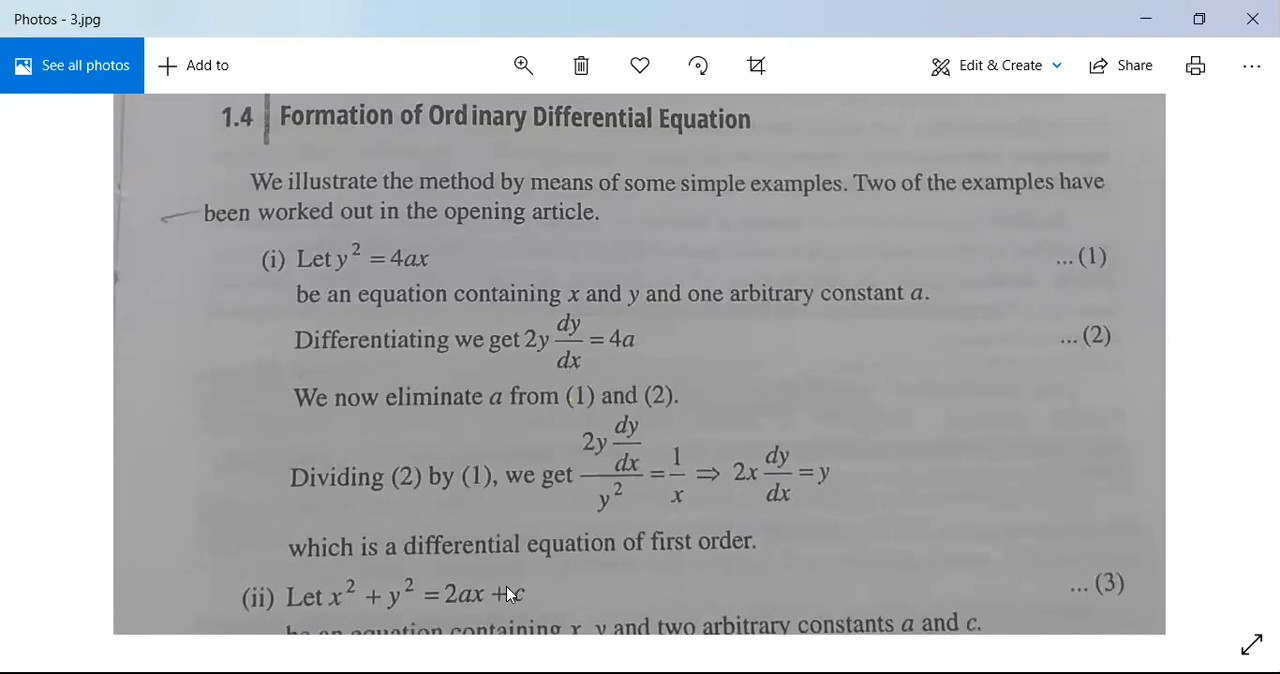 Photos - 3.jpg
See all photos
Add to
Edit & Create
Share
1.4 Formation of Ordinary Differential Equation
We illustrate the method by means of some simple examples. Two of the examples have
been worked out in the opening article.
(i) Let y² = 4ax ... (1)
be an equation containing x and y and one arbitrary constant a.
Differentiating we get 2y dy/dx = 4a ... (2)
We now eliminate a from (1) and (2).
Dividing (2) by (1), we get (2y dy/dx)/y² = 1/x ⇒ 2x dy/dx = y
which is a differential equation of first order.
(ii) Let x² + y² = 2ax + c ... (3)
be an equation containing x, y and two arbitrary constants a and c.